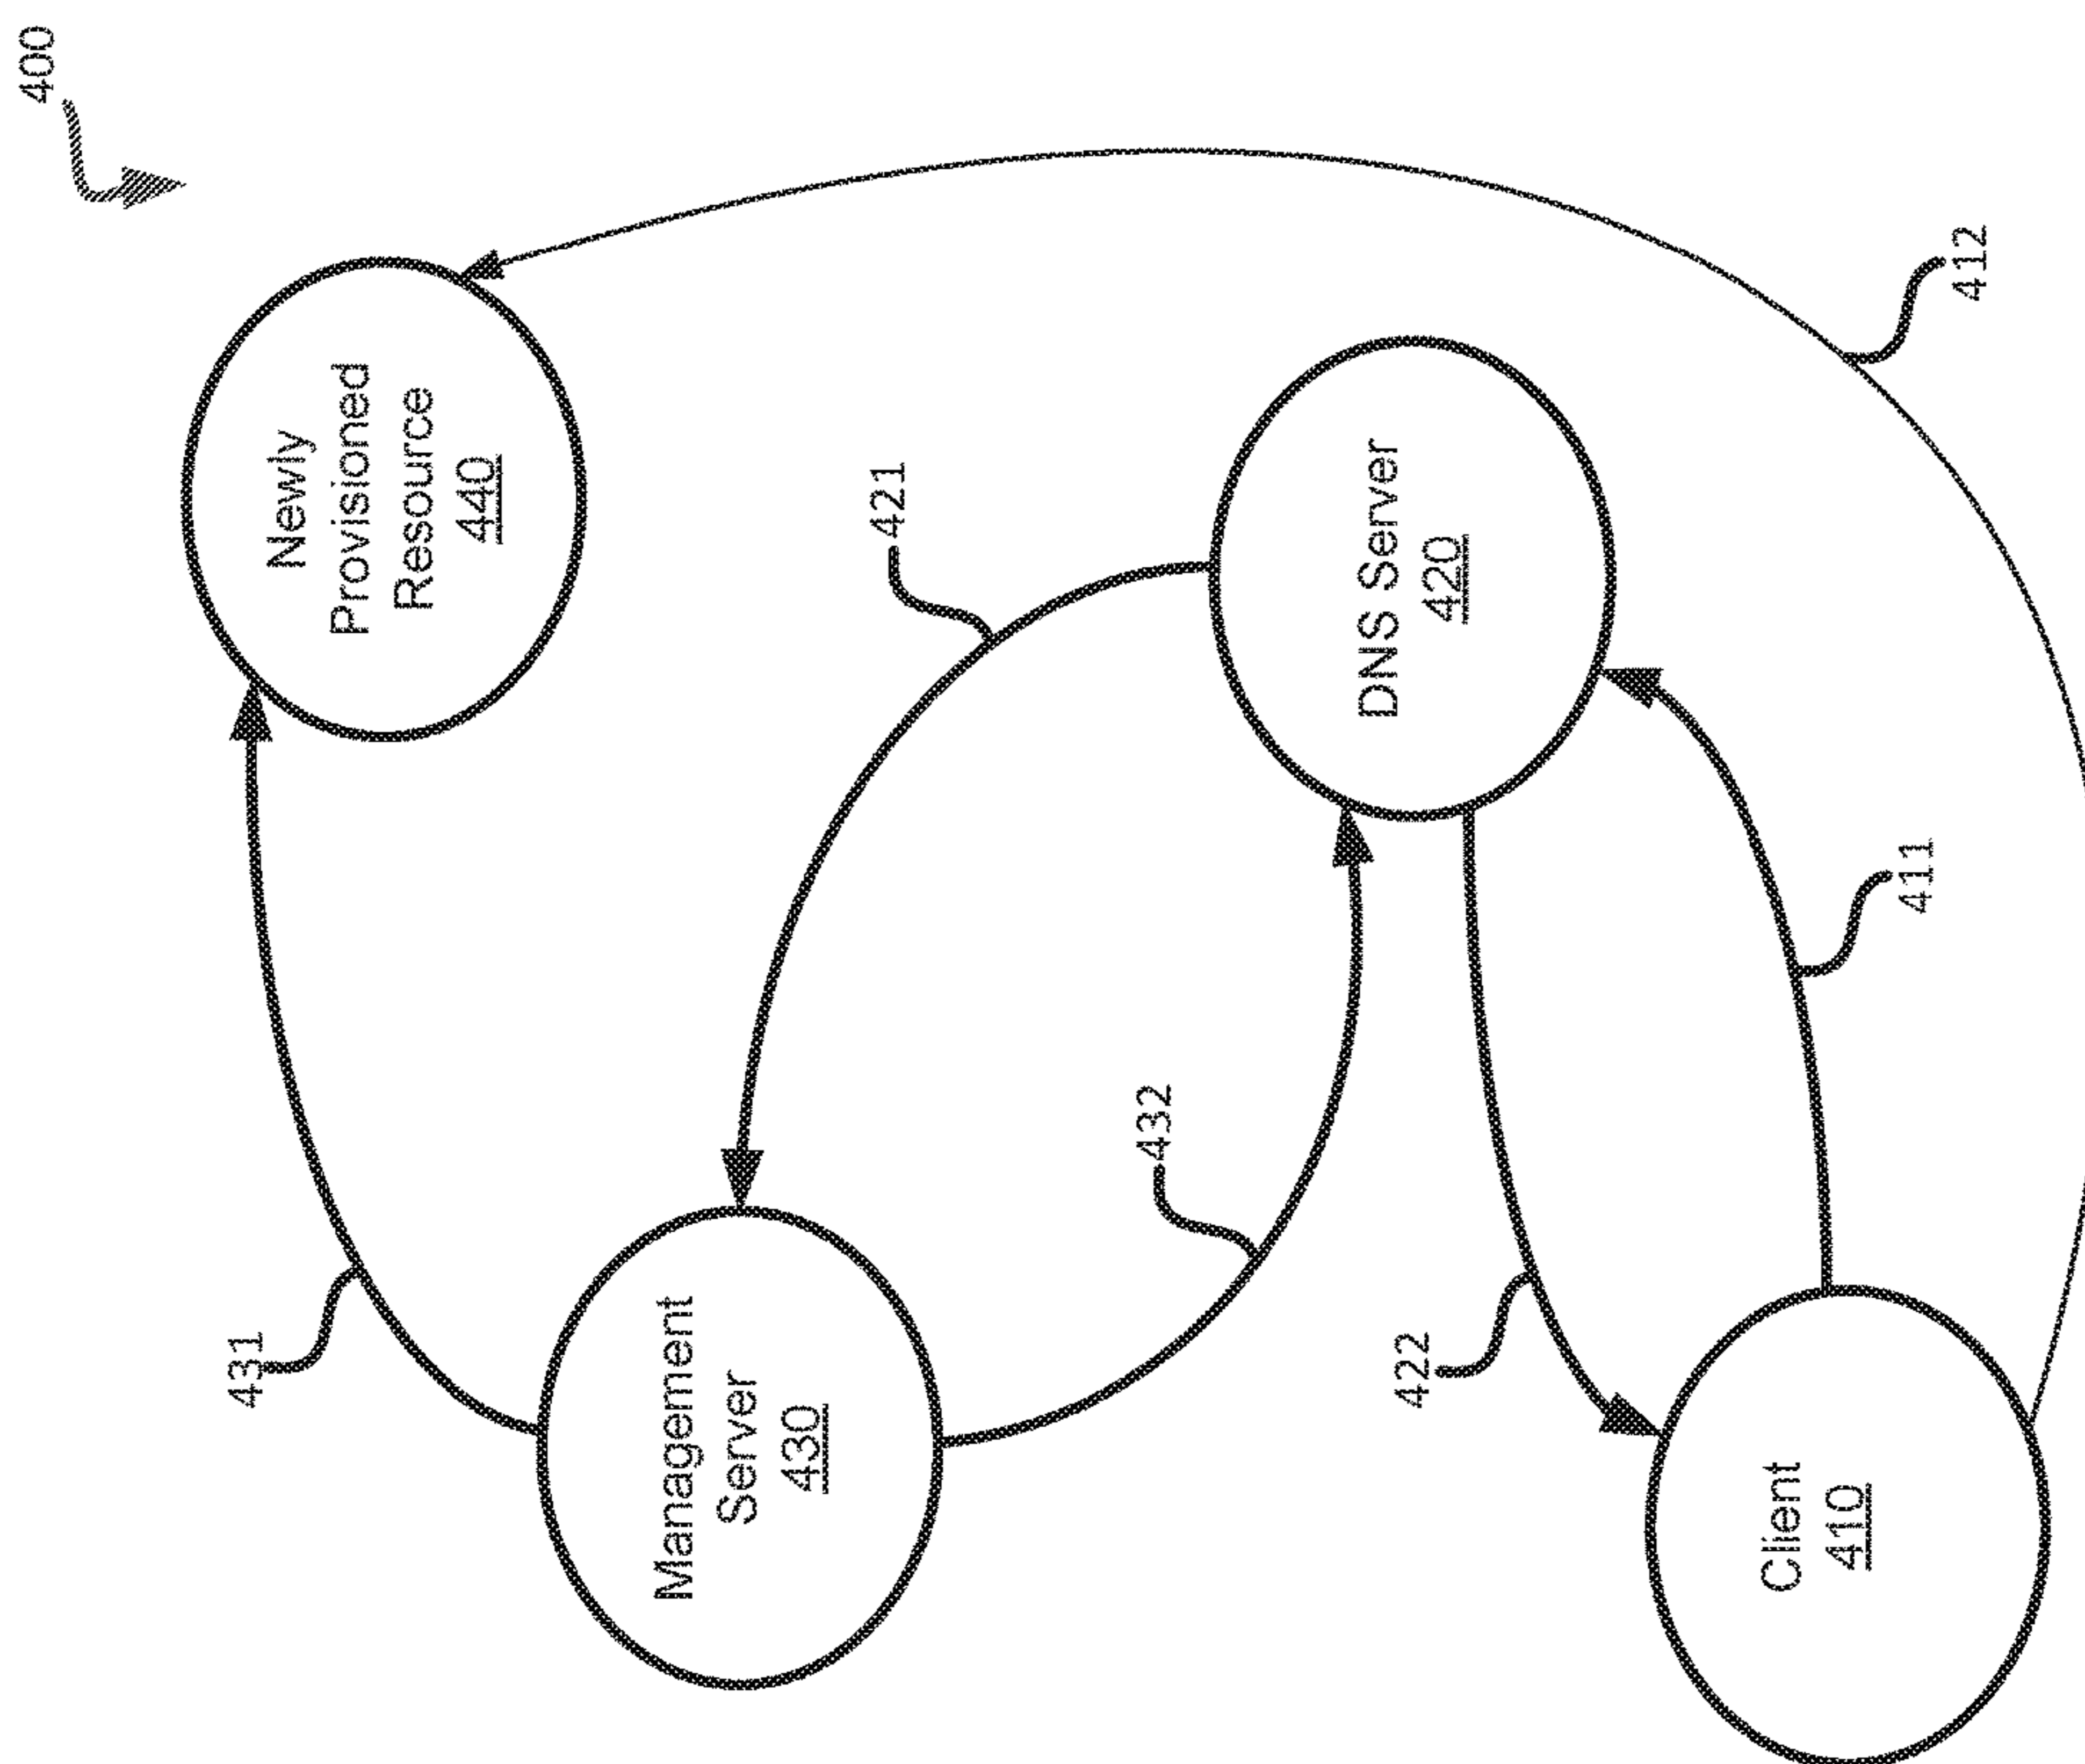 400
Newly
Provisioned
Resource
440
431
421
412
Management
Server
430
432
DNS Server
420
422
411
Client
410